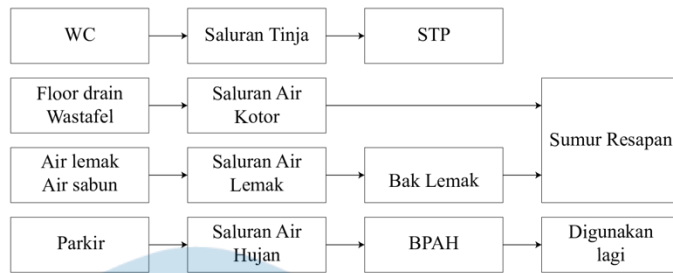 WC
Saluran Tinja
STP
Floor drain
Wastafel
Saluran Air
Kotor
Sumur Resapan
Air lemak
Air sabun
Saluran Air
Lemak
Bak Lemak
Parkir
Saluran Air
Hujan
BPAH
Digunakan
lagi